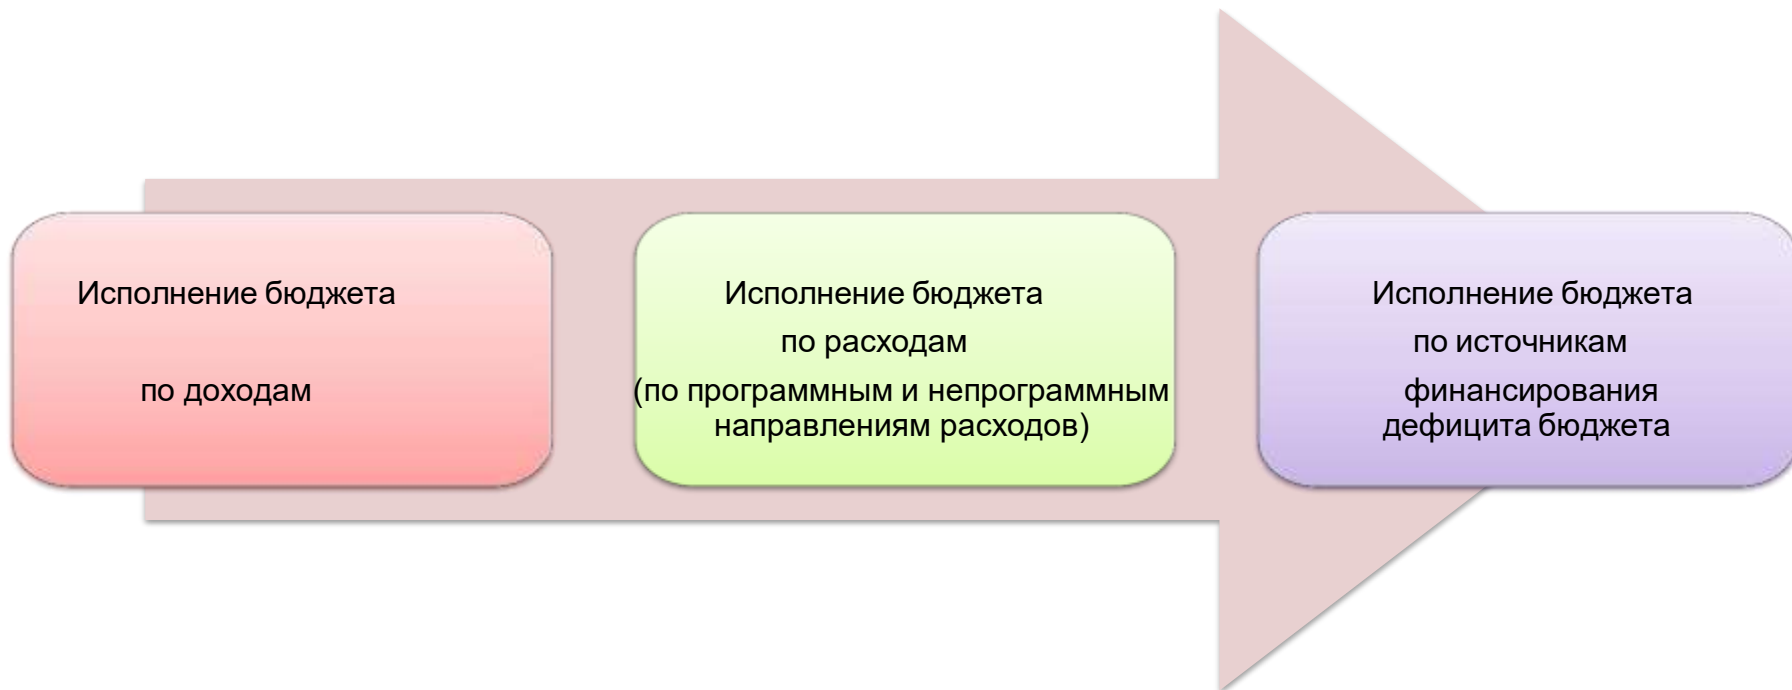 Исполнение бюджета
по доходам
Исполнение бюджета
по расходам
(по программным и непрограммным
направлениям расходов)
Исполнение бюджета
по источникам
финансирования
дефицита бюджета